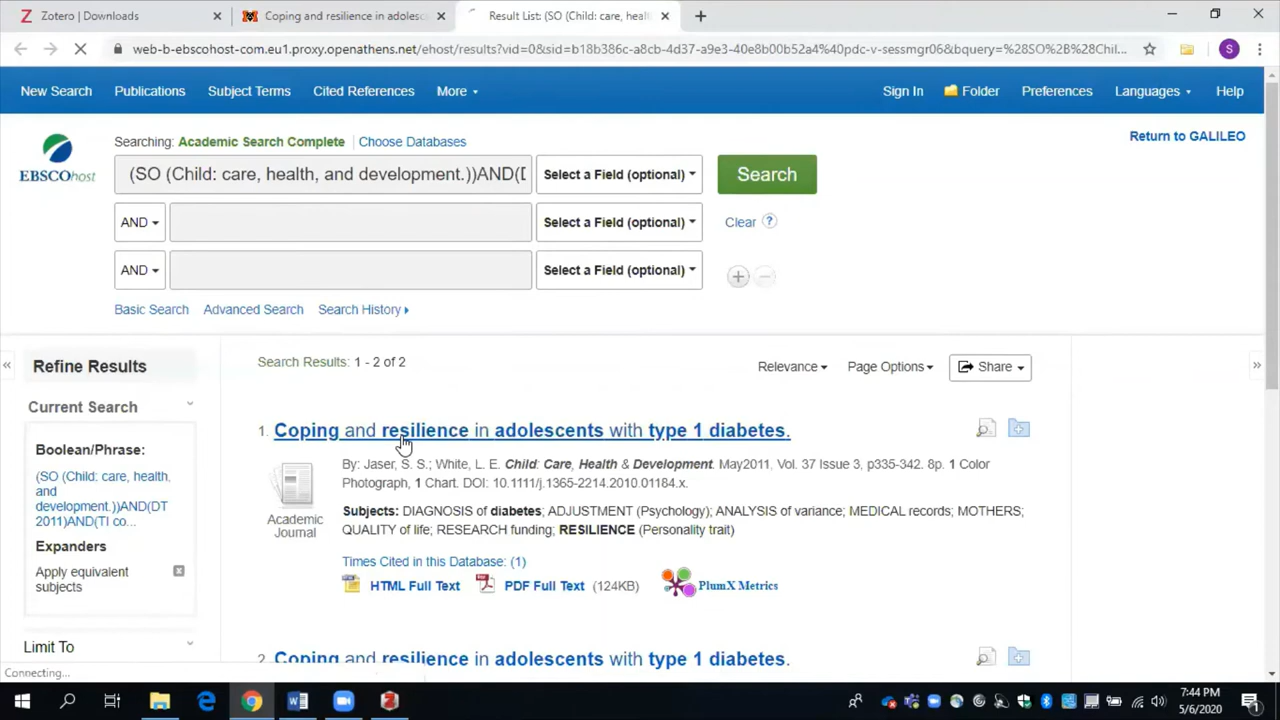 Zotero | Downloads
Coping and resilience in adolesc
Result List: (SO (Child: care, heal
web-b-ebscohost-com.eu1.proxy.openathens.net/ehost/results?vid=0&sid=b18b386c-a8cb-4d37-a9e3-40e8b00b52a4%40pdc-v-sessmgr06&bquery=%28SO%2B%28Chil...
S
New Search
Publications
Subject Terms
Cited References
More
Sign In
Folder
Preferences
Languages
Help
Searching: Academic Search Complete
Choose Databases
Return to GALILEO
EBSCOhost
(SO (Child: care, health, and development.))AND(D
Select a Field (optional)
Search
AND
Select a Field (optional)
Clear ?
AND
Select a Field (optional)
Basic Search
Advanced Search
Search History
Refine Results
Search Results: 1 - 2 of 2
Relevance
Page Options
Share
Current Search
Boolean/Phrase:
(SO (Child: care, health,
and
development.))AND(DT
2011)AND(TI co...
Expanders
Apply equivalent
subjects
Limit To
Connecting...
1. Coping and resilience in adolescents with type 1 diabetes.
Academic
Journal
By: Jaser, S. S.; White, L. E. Child: Care, Health & Development. May2011, Vol. 37 Issue 3, p335-342. 8p. 1 Color
Photograph, 1 Chart. DOI: 10.1111/j.1365-2214.2010.01184.x.
Subjects: DIAGNOSIS of diabetes; ADJUSTMENT (Psychology); ANALYSIS of variance; MEDICAL records; MOTHERS;
QUALITY of life; RESEARCH funding; RESILIENCE (Personality trait)
Times Cited in this Database: (1)
HTML Full Text
PDF Full Text (124KB)
PlumX Metrics
2. Coping and resilience in adolescents with type 1 diabetes.
7:44 PM
5/6/2020